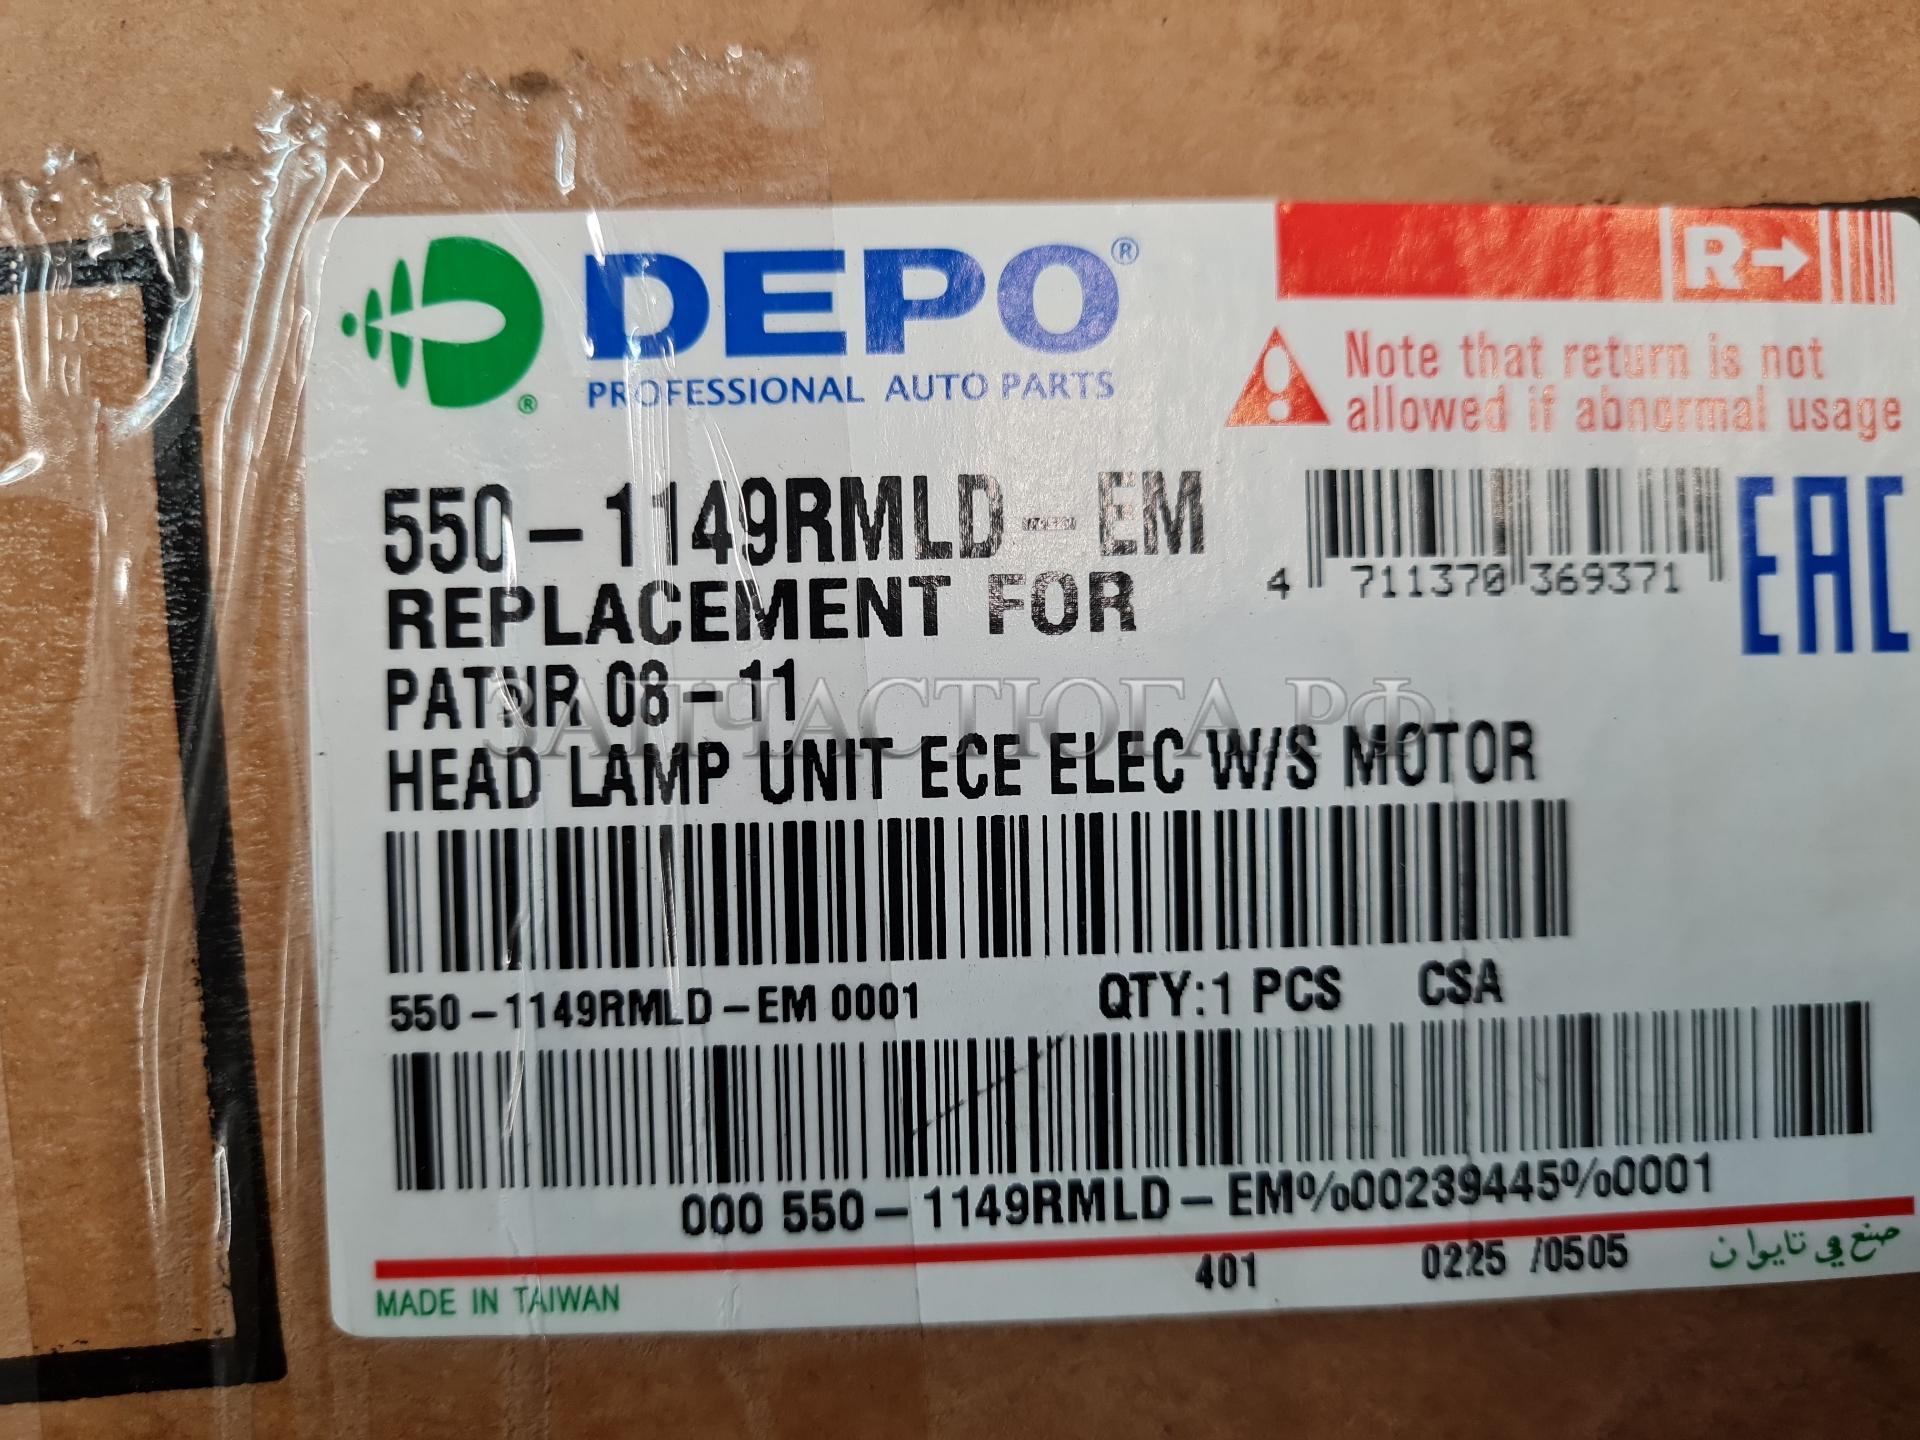 DEPO®
®
PROFESSIONAL AUTO PARTS
R→
Note that return is not
allowed if abnormal usage
550-1149RMLD-EM
4 711370 369371
EAC
REPLACEMENT FOR
PATNR 08-11
ЗАПЧАСТЮГА.РФ
HEAD LAMP UNIT ECE ELEC W/S MOTOR
550-1149RMLD-EM 0001 QTY:1 PCS CSA
000 550-1149RMLD-EM%00239445%0001
401 0225 /0505 صنع في تايوان
MADE IN TAIWAN